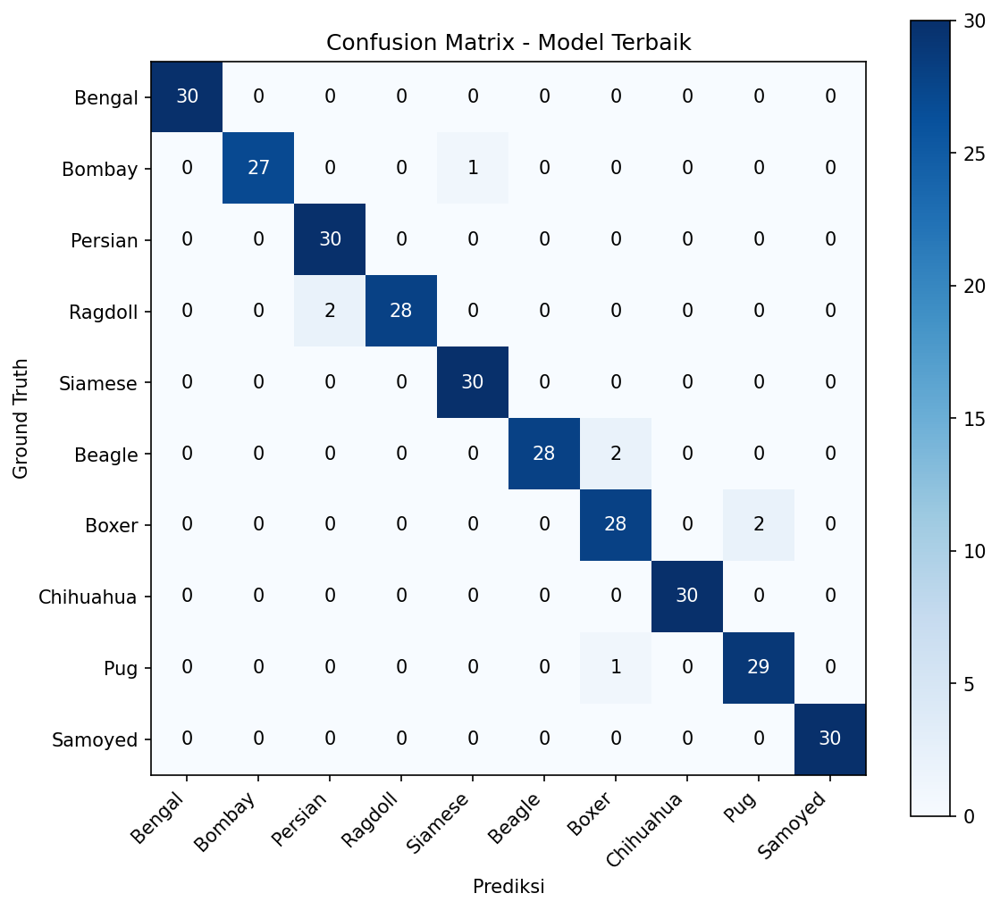 Confusion Matrix - Model Terbaik
Ground Truth
Bengal 30 0 0 0 0 0 0 0 0 0
Bombay 0 27 0 0 1 0 0 0 0 0
Persian 0 0 30 0 0 0 0 0 0 0
Ragdoll 0 0 2 28 0 0 0 0 0 0
Siamese 0 0 0 0 30 0 0 0 0 0
Beagle 0 0 0 0 0 28 2 0 0 0
Boxer 0 0 0 0 0 0 28 0 2 0
Chihuahua 0 0 0 0 0 0 0 30 0 0
Pug 0 0 0 0 0 0 1 0 29 0
Samoyed 0 0 0 0 0 0 0 0 0 30
Bengal Bombay Persian Ragdoll Siamese Beagle Boxer Chihuahua Pug Samoyed
Prediksi
30
25
20
15
10
5
0